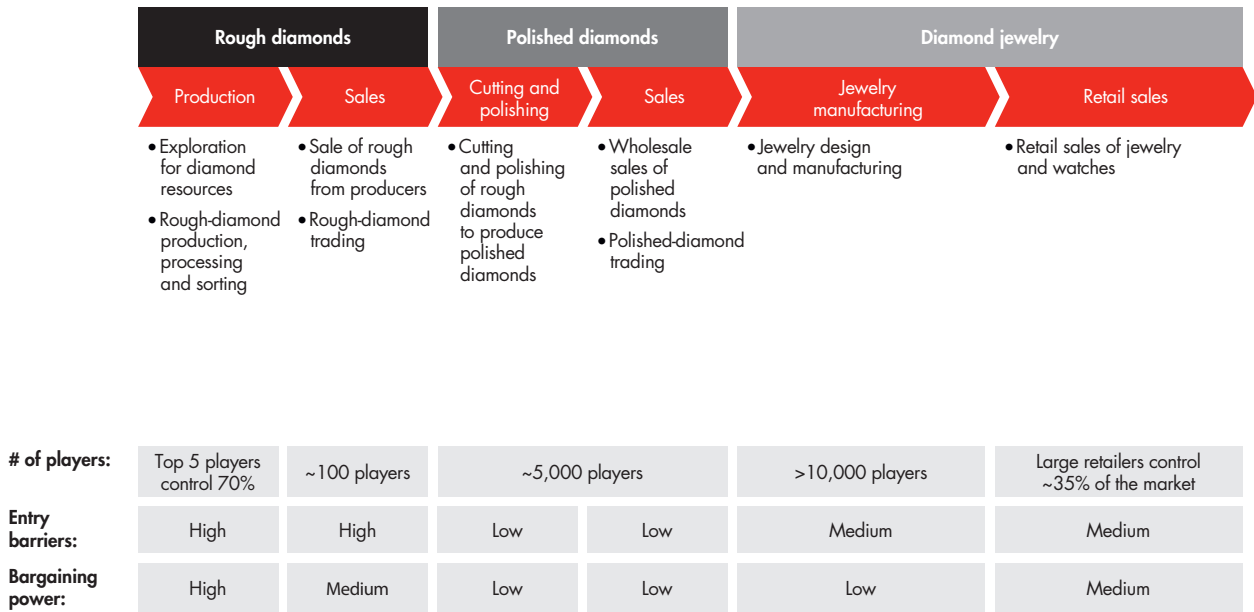 Rough diamonds
Polished diamonds
Diamond jewelry
Production
Sales
Cutting and
polishing
Sales
Jewelry
manufacturing
Retail sales
• Exploration
for diamond
resources
• Rough-diamond
production,
processing
and sorting
• Sale of rough
diamonds
from producers
• Rough-diamond
trading
• Cutting
and polishing
of rough
diamonds
to produce
polished
diamonds
• Wholesale
sales of
polished
diamonds
• Polished-diamond
trading
• Jewelry design
and manufacturing
• Retail sales of jewelry
and watches
# of players:
Top 5 players
control 70%
~100 players
~5,000 players
>10,000 players
Large retailers control
~35% of the market
Entry
barriers:
High
High
Low
Low
Medium
Medium
Bargaining
power:
High
Medium
Low
Low
Low
Medium